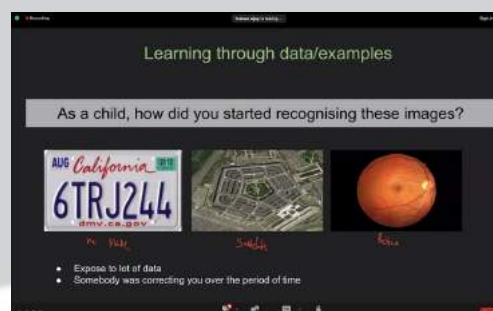 Recording
Learning through data/examples
As a child, how did you started recognising these images?
AUG California
6TRJ244
dmv.ca.gov
● Expose to lot of data
● Somebody was correcting you over the period of time